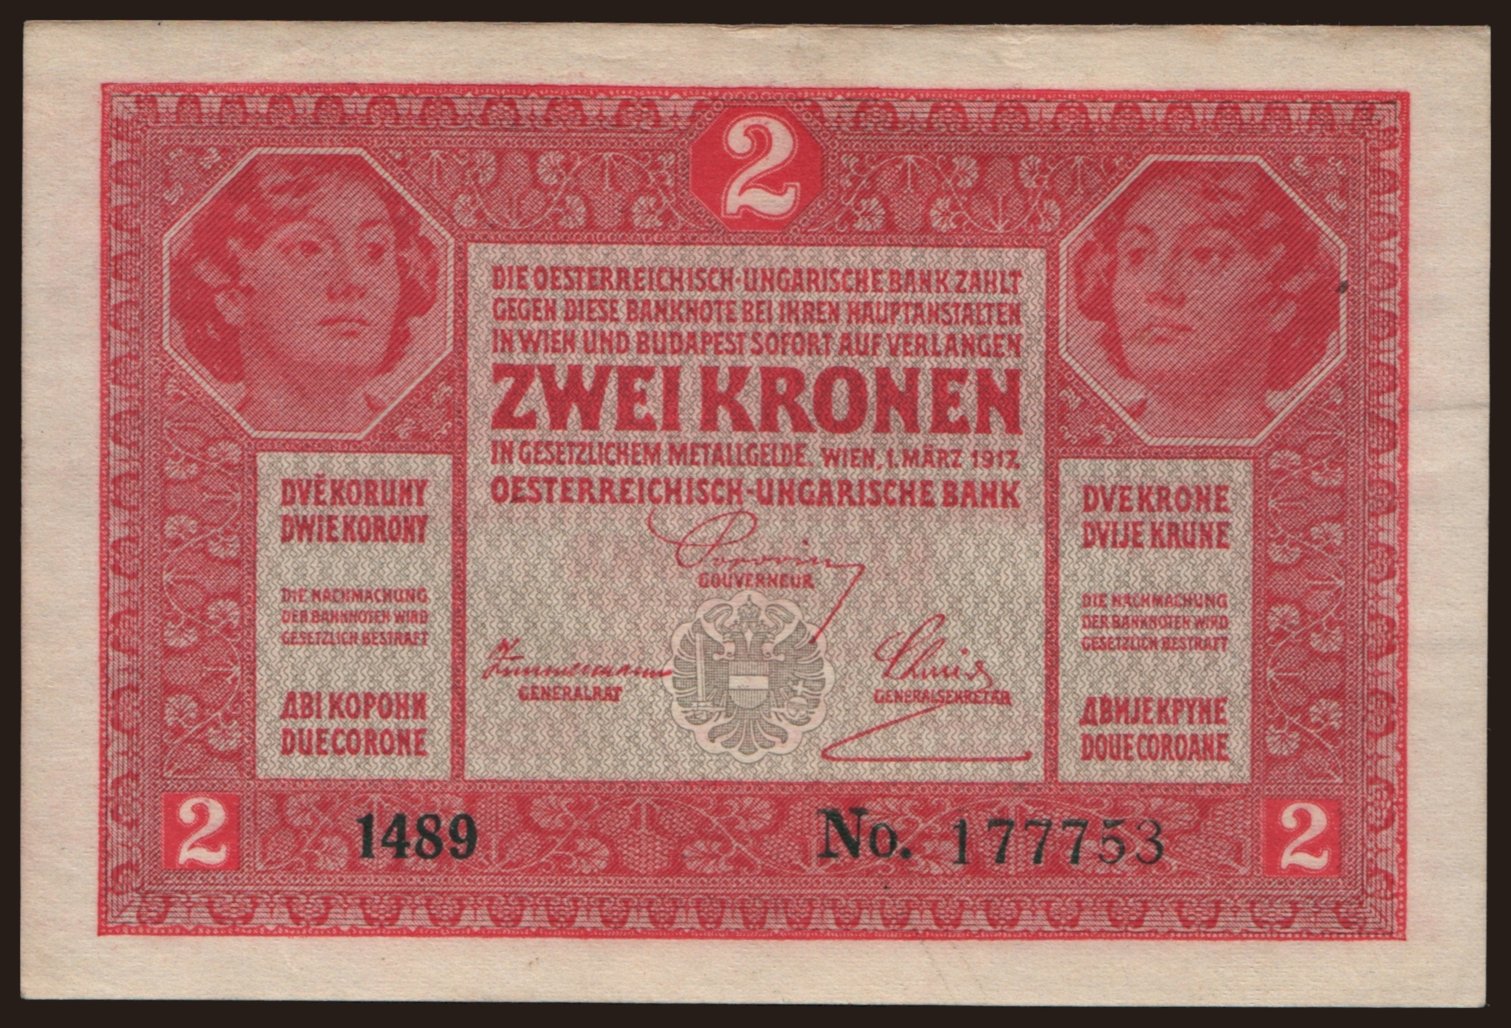 2
DIE OESTERREICHISCH-UNGARISCHE BANK ZAHLT
GEGEN DIESE BANKNOTE BEI IHREN HAUPTANSTALTEN
IN WIEN UND BUDAPEST SOFORT AUF VERLANGEN
ZWEI KRONEN
IN GESETZLICHEM METALLGELDE. WIEN, 1. MÄRZ 1917.
OESTERREICHISCH-UNGARISCHE BANK
GOUVERNEUR
GENERALRAT
GENERALSEKRETÄR
DVĚ KORUNY
DWIE KORONY
DIE NACHMACHUNG
DER BANKNOTEN WIRD
GESETZLICH BESTRAFT
ДВІ КОРОНИ
DUE CORONE
DVE KRONE
DVIJE KRUNE
DIE NACHMACHUNG
DER BANKNOTEN WIRD
GESETZLICH BESTRAFT
ДВИЈЕ КРУНЕ
DOUE COROANE
2
1489
No. 177753
2